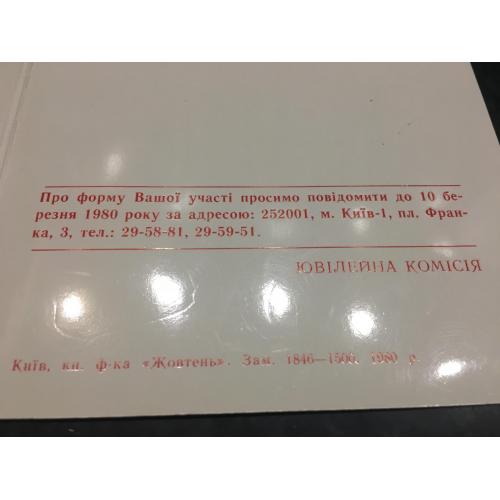 Про форму Вашої участі просимо повідомити до 10 бе-
резня 1980 року за адресою: 252001, м. Київ-1, пл. Фран-
ка, 3, тел.: 29-58-81, 29-59-51.
ЮВІЛЕЙНА КОМІСІЯ
Київ, кн. ф-ка «Жовтень». Зам. 1846—1500. 1980 р.